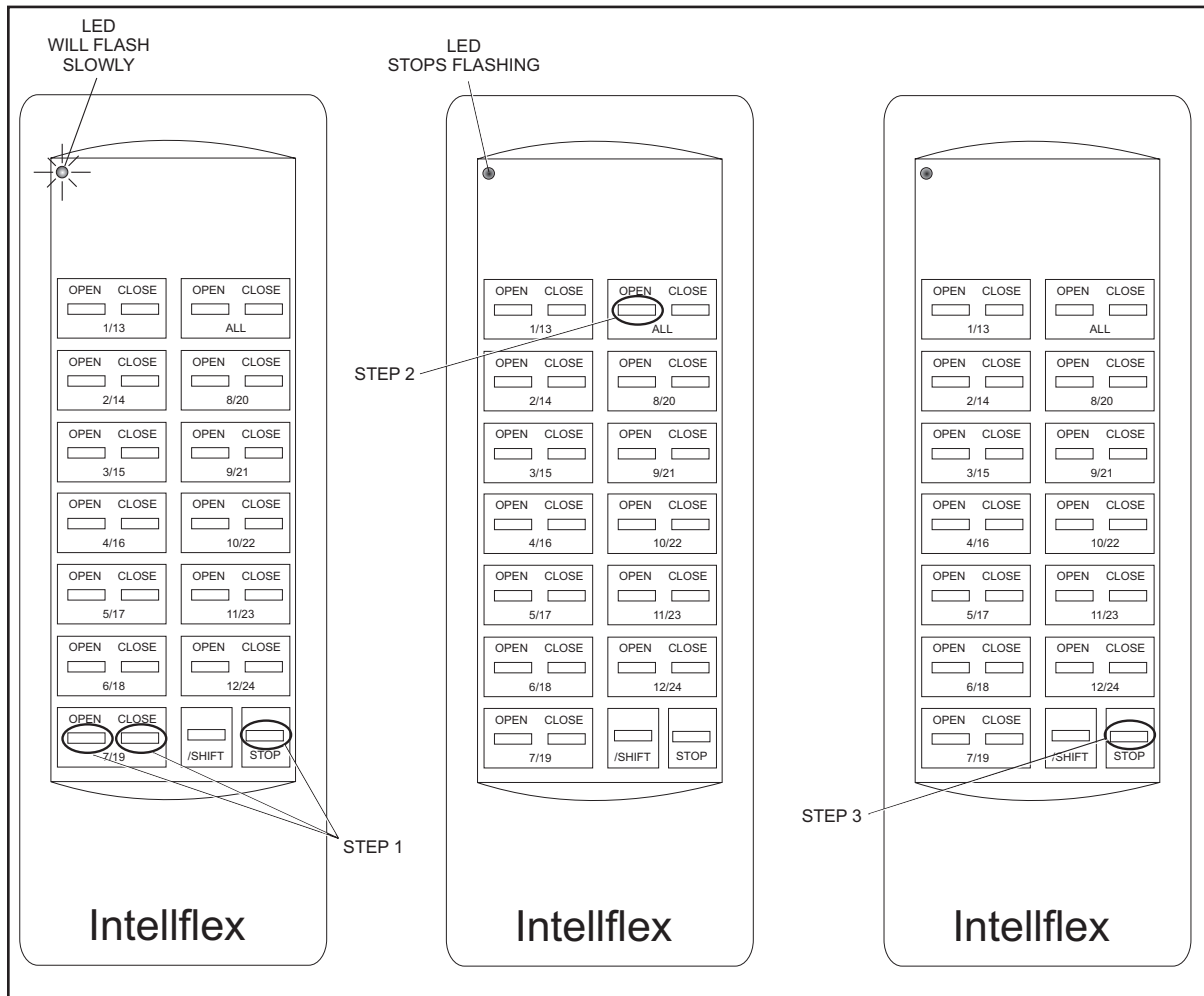 LED
WILL FLASH
SLOWLY
OPEN CLOSE OPEN CLOSE
1/13 ALL
OPEN CLOSE OPEN CLOSE
2/14 8/20
OPEN CLOSE OPEN CLOSE
3/15 9/21
OPEN CLOSE OPEN CLOSE
4/16 10/22
OPEN CLOSE OPEN CLOSE
5/17 11/23
OPEN CLOSE OPEN CLOSE
6/18 12/24
OPEN CLOSE
7/19 /SHIFT STOP
STEP 1
Intellflex
LED
STOPS FLASHING
OPEN CLOSE OPEN CLOSE
1/13 ALL
STEP 2
OPEN CLOSE OPEN CLOSE
2/14 8/20
OPEN CLOSE OPEN CLOSE
3/15 9/21
OPEN CLOSE OPEN CLOSE
4/16 10/22
OPEN CLOSE OPEN CLOSE
5/17 11/23
OPEN CLOSE OPEN CLOSE
6/18 12/24
OPEN CLOSE
7/19 /SHIFT STOP
Intellflex
OPEN CLOSE OPEN CLOSE
1/13 ALL
OPEN CLOSE OPEN CLOSE
2/14 8/20
OPEN CLOSE OPEN CLOSE
3/15 9/21
OPEN CLOSE OPEN CLOSE
4/16 10/22
OPEN CLOSE OPEN CLOSE
5/17 11/23
OPEN CLOSE OPEN CLOSE
6/18 12/24
OPEN CLOSE
7/19 /SHIFT STOP
STEP 3
Intellflex